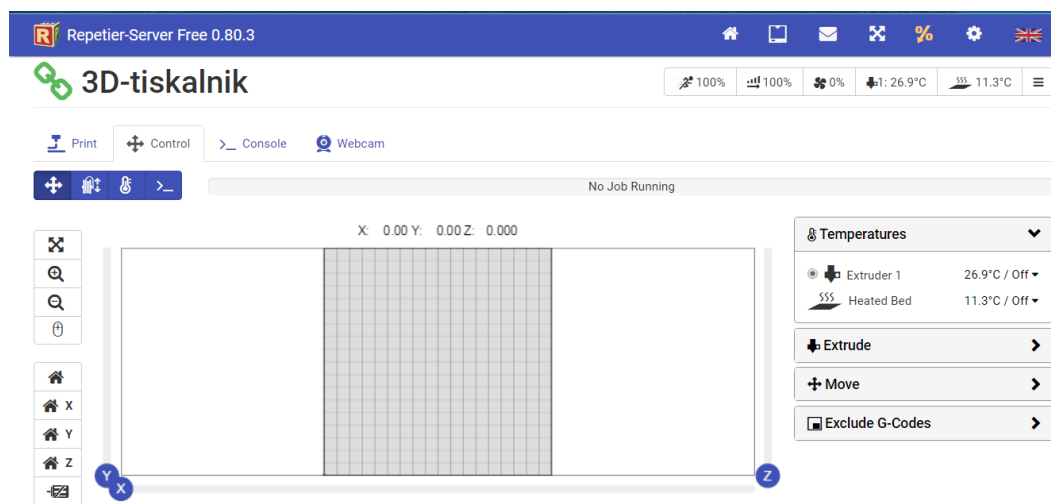 Repetier-Server Free 0.80.3
3D-tiskalnik
100% 100% 0% 1: 26.9°C 11.3°C
Print Control >_ Console Webcam
>_
No Job Running
X: 0.00 Y: 0.00 Z: 0.000
Temperatures
Extruder 1 26.9°C / Off
Heated Bed 11.3°C / Off
Extrude
Move
Exclude G-Codes
X
Y
Z
Y
X
Z